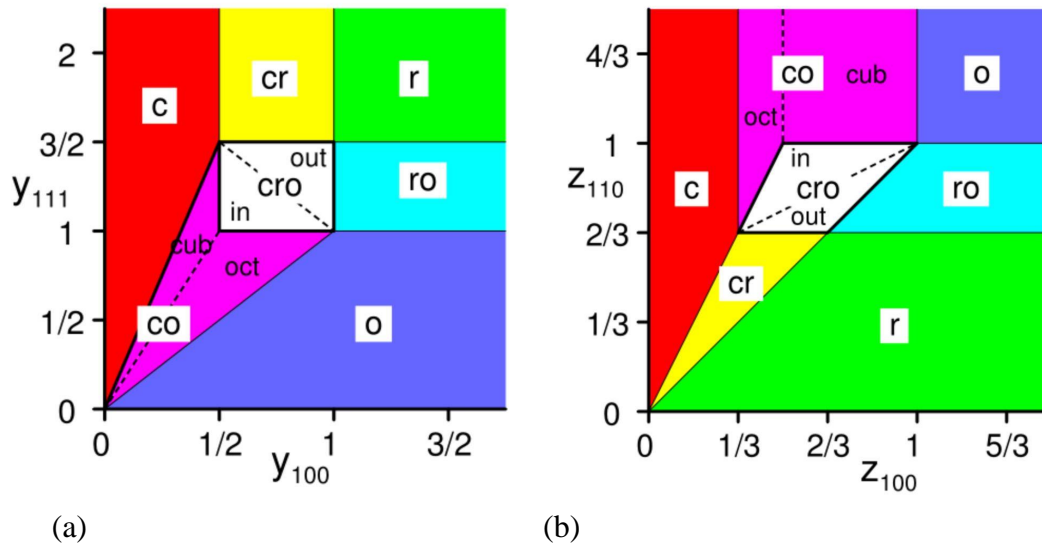 2
3/2
y111
1
1/2
0
c
cr
r
out
cro
in
ro
cub
oct
co
o
0
1/2
1
3/2
y100
(a)
4/3
1
z110
2/3
1/3
0
co
cub
oct
o
in
cro
out
c
ro
cr
r
0
1/3
2/3
1
5/3
z100
(b)